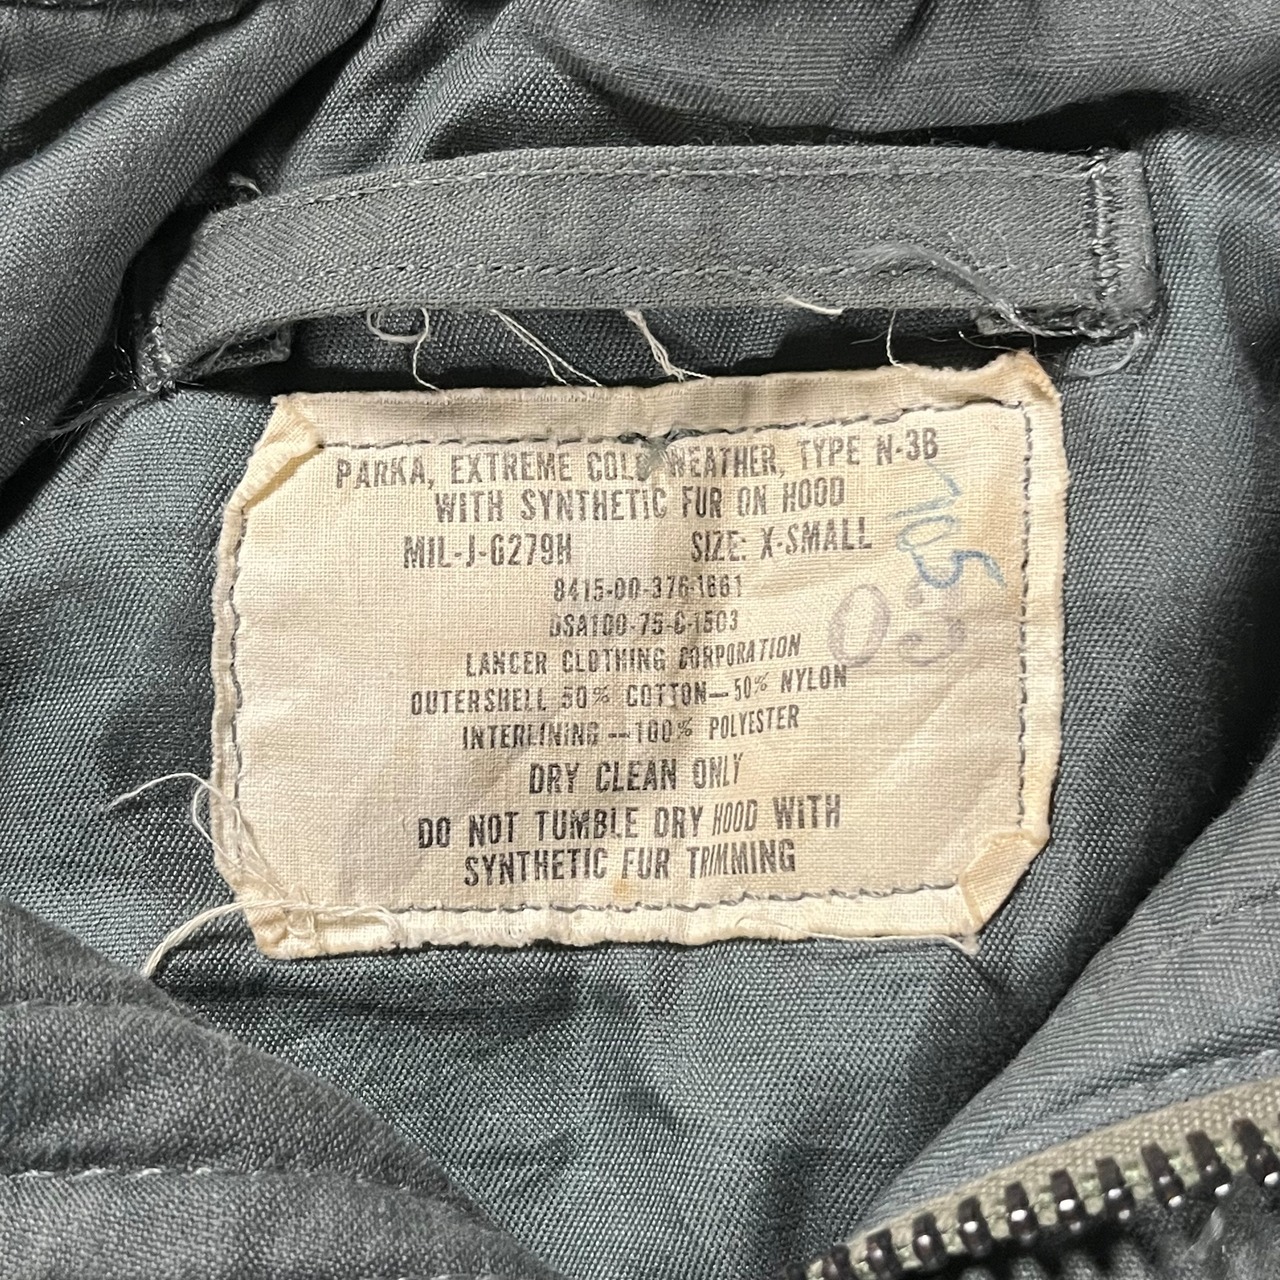 PARKA, EXTREME COLD WEATHER, TYPE N-3B
WITH SYNTHETIC FUR ON HOOD
MIL-J-6279H SIZE: X-SMALL
8415-00-376-1661
DSA100-75-C-1503
LANCER CLOTHING CORPORATION
OUTERSHELL 50% COTTON—50% NYLON
INTERLINING —100% POLYESTER
DRY CLEAN ONLY
DO NOT TUMBLE DRY HOOD WITH
SYNTHETIC FUR TRIMMING
705